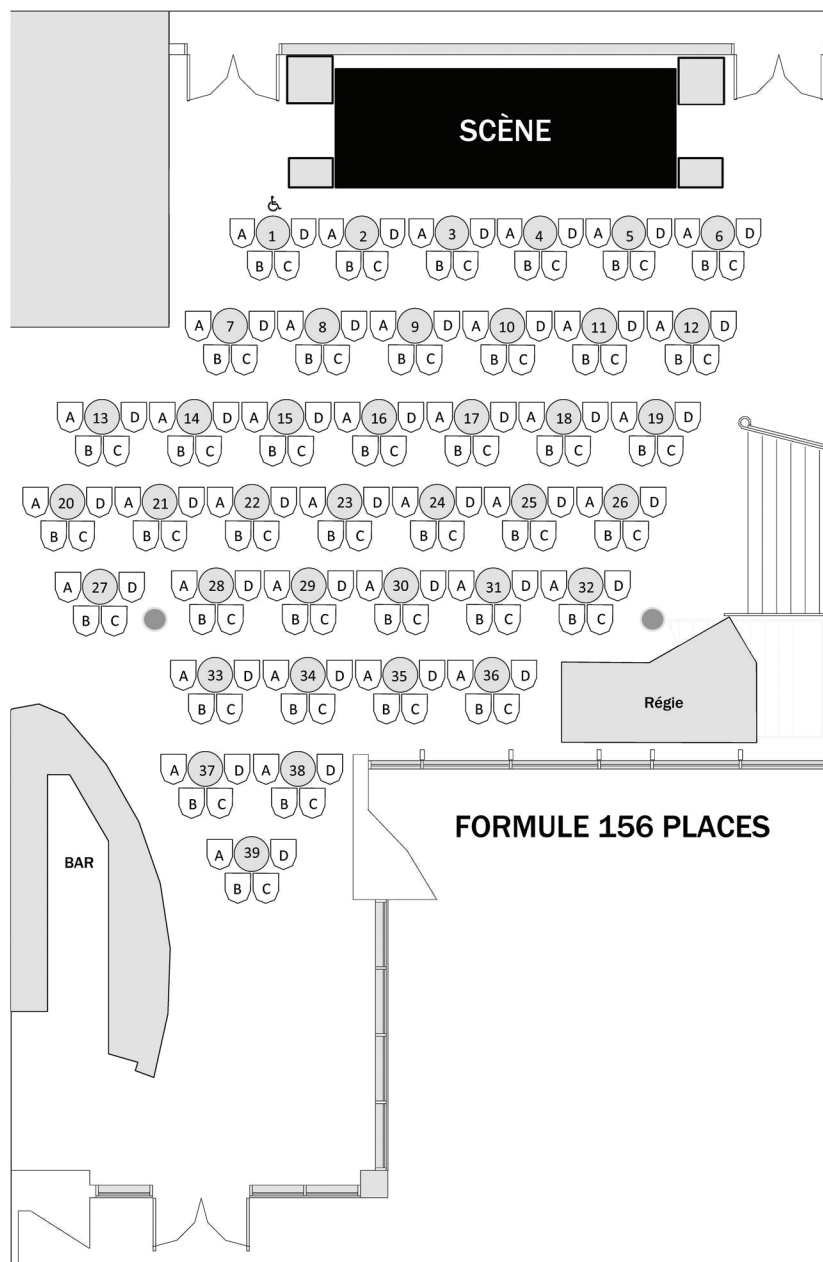 SCÈNE
A 1 D A 2 D A 3 D A 4 D A 5 D A 6 D
B C B C B C B C B C B C
A 7 D A 8 D A 9 D A 10 D A 11 D A 12 D
B C B C B C B C B C B C
A 13 D A 14 D A 15 D A 16 D A 17 D A 18 D A 19 D
B C B C B C B C B C B C B C
A 20 D A 21 D A 22 D A 23 D A 24 D A 25 D A 26 D
B C B C B C B C B C B C B C
A 27 D A 28 D A 29 D A 30 D A 31 D A 32 D
B C B C B C B C B C B C
A 33 D A 34 D A 35 D A 36 D
B C B C B C B C
Régie
A 37 D A 38 D
B C B C
FORMULE 156 PLACES
A 39 D
B C
BAR